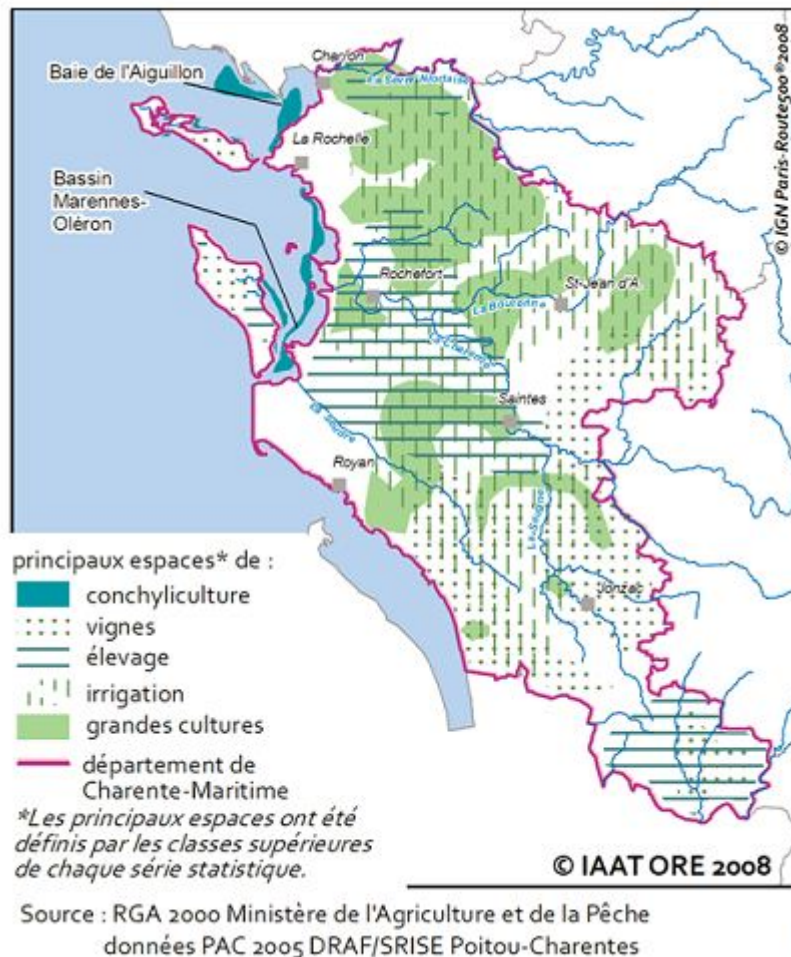 © IGN Paris-Route500®2008
Charron
La Sèvre Niortaise
Baie de l'Aiguillon
La Rochelle
Bassin
Marennes-
Oléron
Rochefort
St-Jean d'A.
La Boutonne
La Charente
Saintes
La Seudre
Royan
La Seugne
Jonzac
principaux espaces* de :
conchyliculture
vignes
élevage
irrigation
grandes cultures
département de
Charente-Maritime
*Les principaux espaces ont été
définis par les classes supérieures
de chaque série statistique.
© IAAT ORE 2008
Source : RGA 2000 Ministère de l'Agriculture et de la Pêche
données PAC 2005 DRAF/SRISE Poitou-Charentes